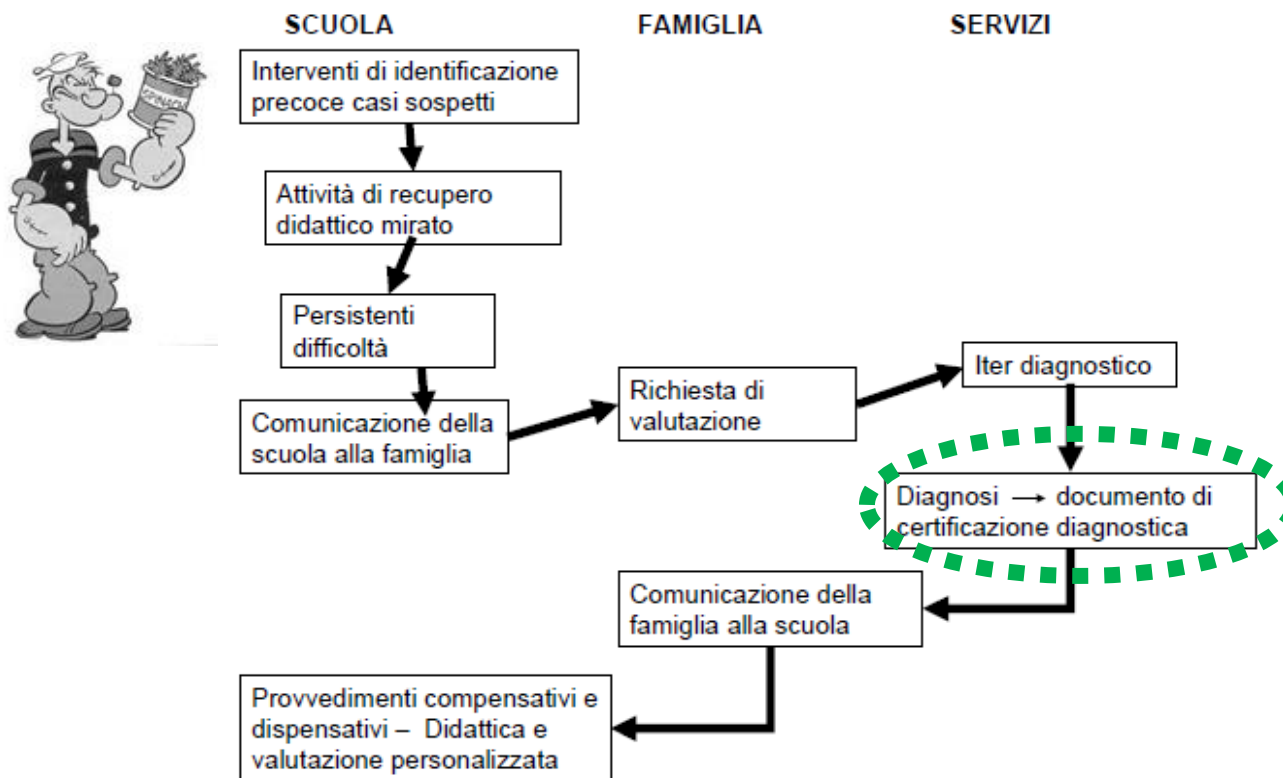 SCUOLA
FAMIGLIA
SERVIZI
SPINACH
Interventi di identificazione
precoce casi sospetti
Attività di recupero
didattico mirato
Persistenti
difficoltà
Comunicazione della
scuola alla famiglia
Richiesta di
valutazione
Iter diagnostico
Diagnosi → documento di
certificazione diagnostica
Comunicazione della
famiglia alla scuola
Provvedimenti compensativi e
dispensativi – Didattica e
valutazione personalizzata